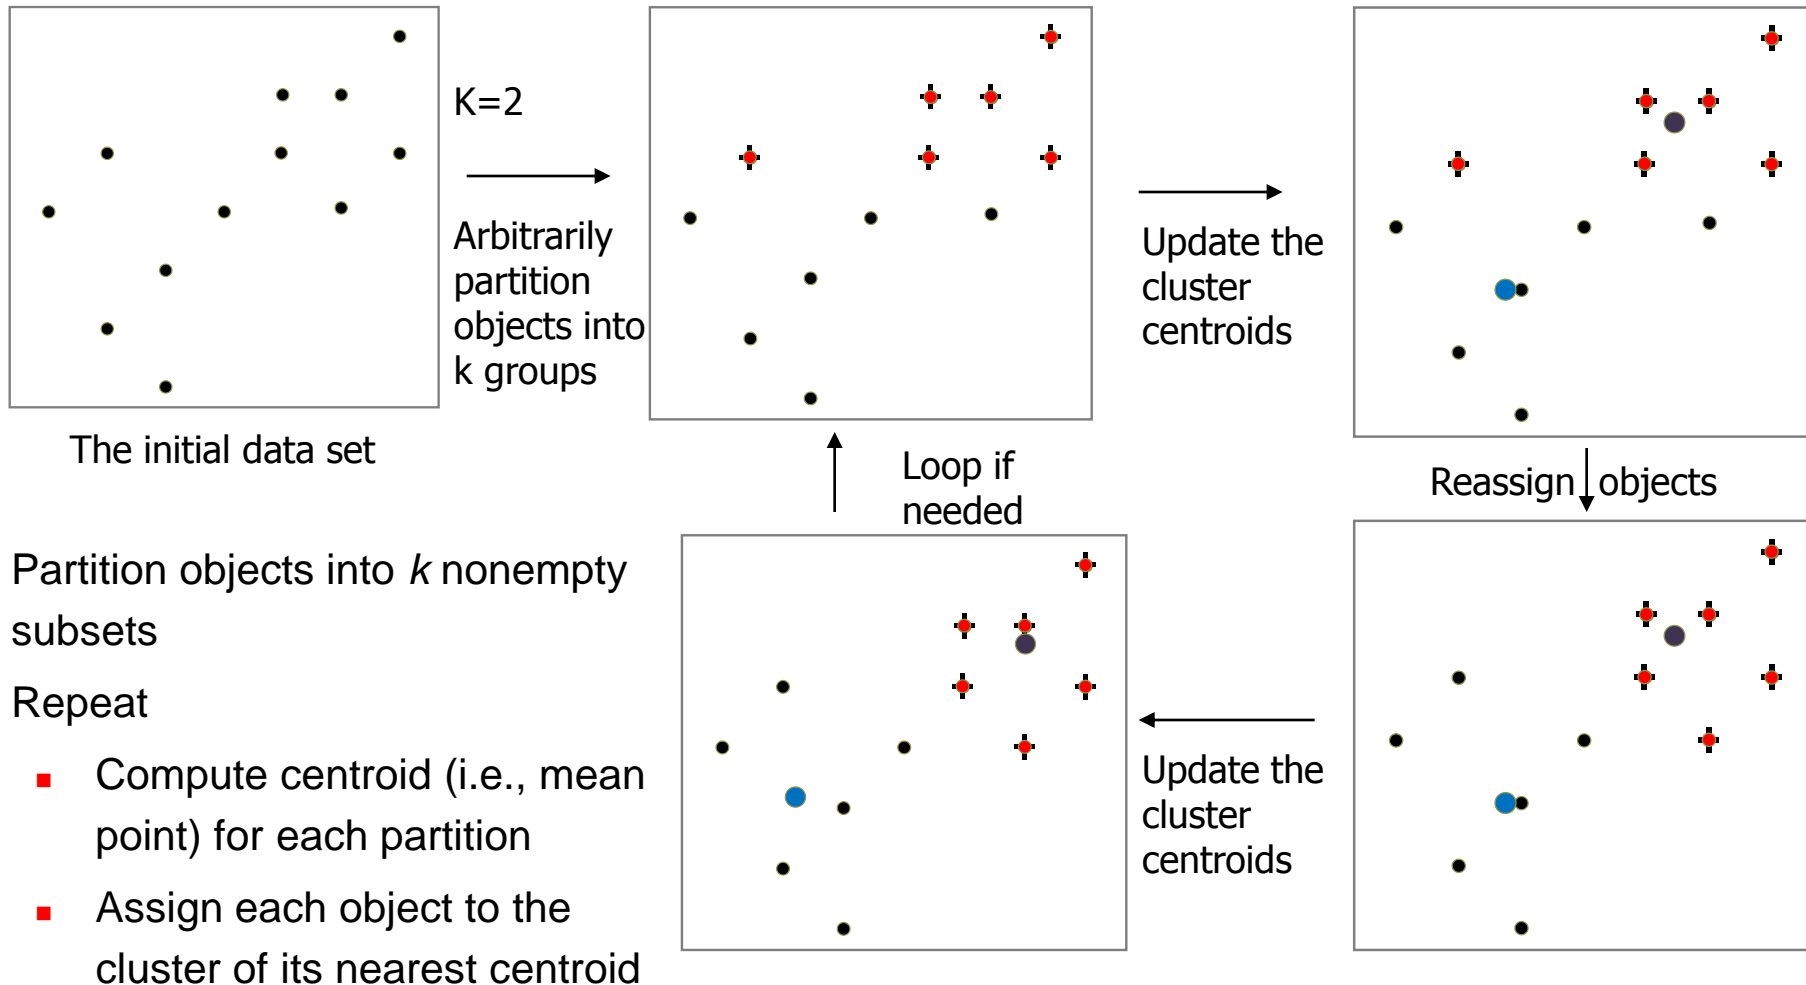 K=2
Arbitrarily
partition
objects into
k groups
Update the
cluster
centroids
The initial data set
Loop if
needed
Reassign objects
Update the
cluster
centroids
Partition objects into k nonempty
subsets
Repeat
Compute centroid (i.e., mean
point) for each partition
Assign each object to the
cluster of its nearest centroid